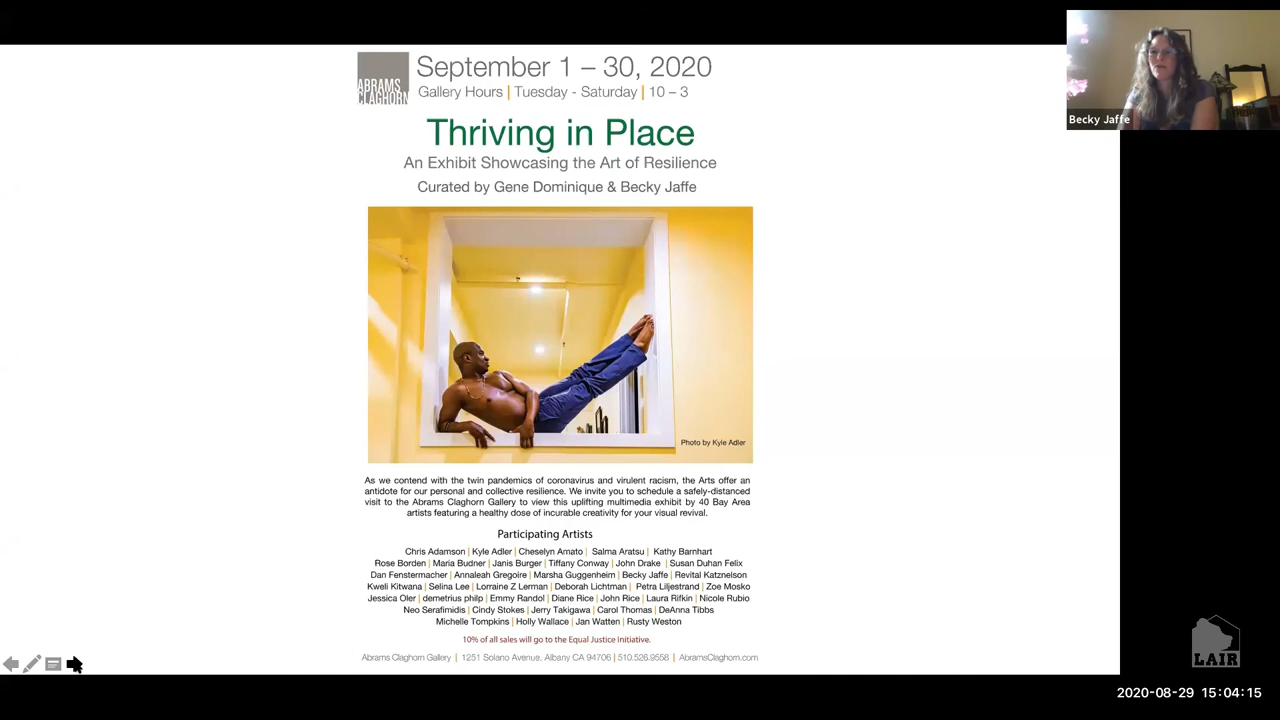 ABRAMS
CLAGHORN
September 1 – 30, 2020
Gallery Hours | Tuesday - Saturday | 10 – 3
Thriving in Place
An Exhibit Showcasing the Art of Resilience
Curated by Gene Dominique & Becky Jaffe
Photo by Kyle Adler
As we contend with the twin pandemics of coronavirus and virulent racism, the Arts offer an
antidote for our personal and collective resilience. We invite you to schedule a safely-distanced
visit to the Abrams Claghorn Gallery to view this uplifting multimedia exhibit by 40 Bay Area
artists featuring a healthy dose of incurable creativity for your visual revival.
Participating Artists
Chris Adamson | Kyle Adler | Cheselyn Amato | Salma Aratsu | Kathy Barnhart
Rose Borden | Maria Budner | Janis Burger | Tiffany Conway | John Drake | Susan Duhan Felix
Dan Fenstermacher | Annaleah Gregoire | Marsha Guggenheim | Becky Jaffe | Revital Katznelson
Kweli Kitwana | Selina Lee | Lorraine Z Lerman | Deborah Lichtman | Petra Liljestrand | Zoe Mosko
Jessica Oler | demetrius philp | Emmy Randol | Diane Rice | John Rice | Laura Rifkin | Nicole Rubio
Neo Serafimidis | Cindy Stokes | Jerry Takigawa | Carol Thomas | DeAnna Tibbs
Michelle Tompkins | Holly Wallace | Jan Watten | Rusty Weston
10% of all sales will go to the Equal Justice Initiative.
Abrams Claghorn Gallery | 1251 Solano Avenue, Albany CA 94706 | 510.526.9558 | AbramsClaghorn.com
Becky Jaffe
LAIR
2020-08-29 15:04:15